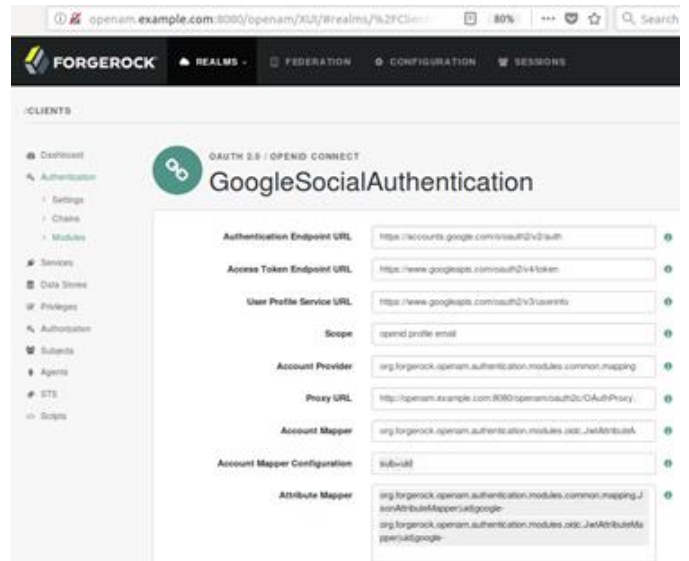 openam.example.com:8080/openam/XUI/#realms/%2FClien
80%
Search
FORGEROCK
REALMS
FEDERATION
CONFIGURATION
SESSIONS
/CLIENTS
Dashboard
Authentication
Settings
Chains
Modules
Services
Data Stores
Privileges
Authorization
Subjects
Agents
STS
Scripts
OAUTH 2.0 / OPENID CONNECT
GoogleSocialAuthentication
Authentication Endpoint URL
https://accounts.google.com/o/oauth2/v2/auth
Access Token Endpoint URL
https://www.googleapis.com/oauth2/v4/token
User Profile Service URL
https://www.googleapis.com/oauth2/v3/userinfo
Scope
openid profile email
Account Provider
org.forgerock.openam.authentication.modules.common.mapping
Proxy URL
http://openam.example.com:8080/openam/oauth2c/OAuthProxy.
Account Mapper
org.forgerock.openam.authentication.modules.oidc.JwtAttributeM
Account Mapper Configuration
sub=uid
Attribute Mapper
org.forgerock.openam.authentication.modules.common.mapping.J
sonAttributeMapper|uid|google-
org.forgerock.openam.authentication.modules.oidc.JwtAttributeMa
pper|uid|google-